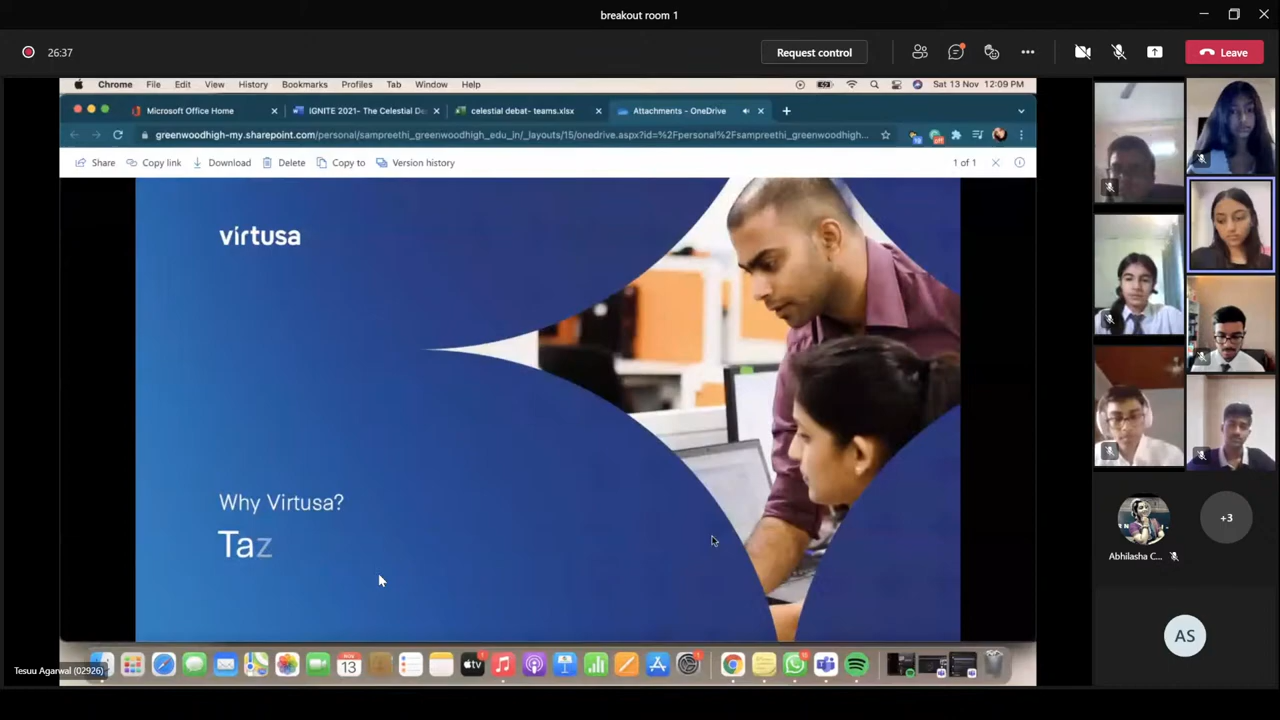 breakout room 1
26:37
Request control
Leave
Chrome File Edit View History Bookmarks Profiles Tab Window Help
Sat 13 Nov 12:09 PM
Microsoft Office Home
IGNITE 2021- The Celestial De
celestial debat- teams.xlsx
Attachments - OneDrive
greenwoodhigh-my.sharepoint.com/personal/sampreethi_greenwoodhigh_edu_in/_layouts/15/onedrive.aspx?id=%2Fpersonal%2Fsampreethi_greenwoodhigh...
Share Copy link Download Delete Copy to Version history
1 of 1
virtusa
Why Virtusa?
Taz
+3
Abhilasha C...
AS
NOV
13
tv
Tesuu Agarwal (02926)